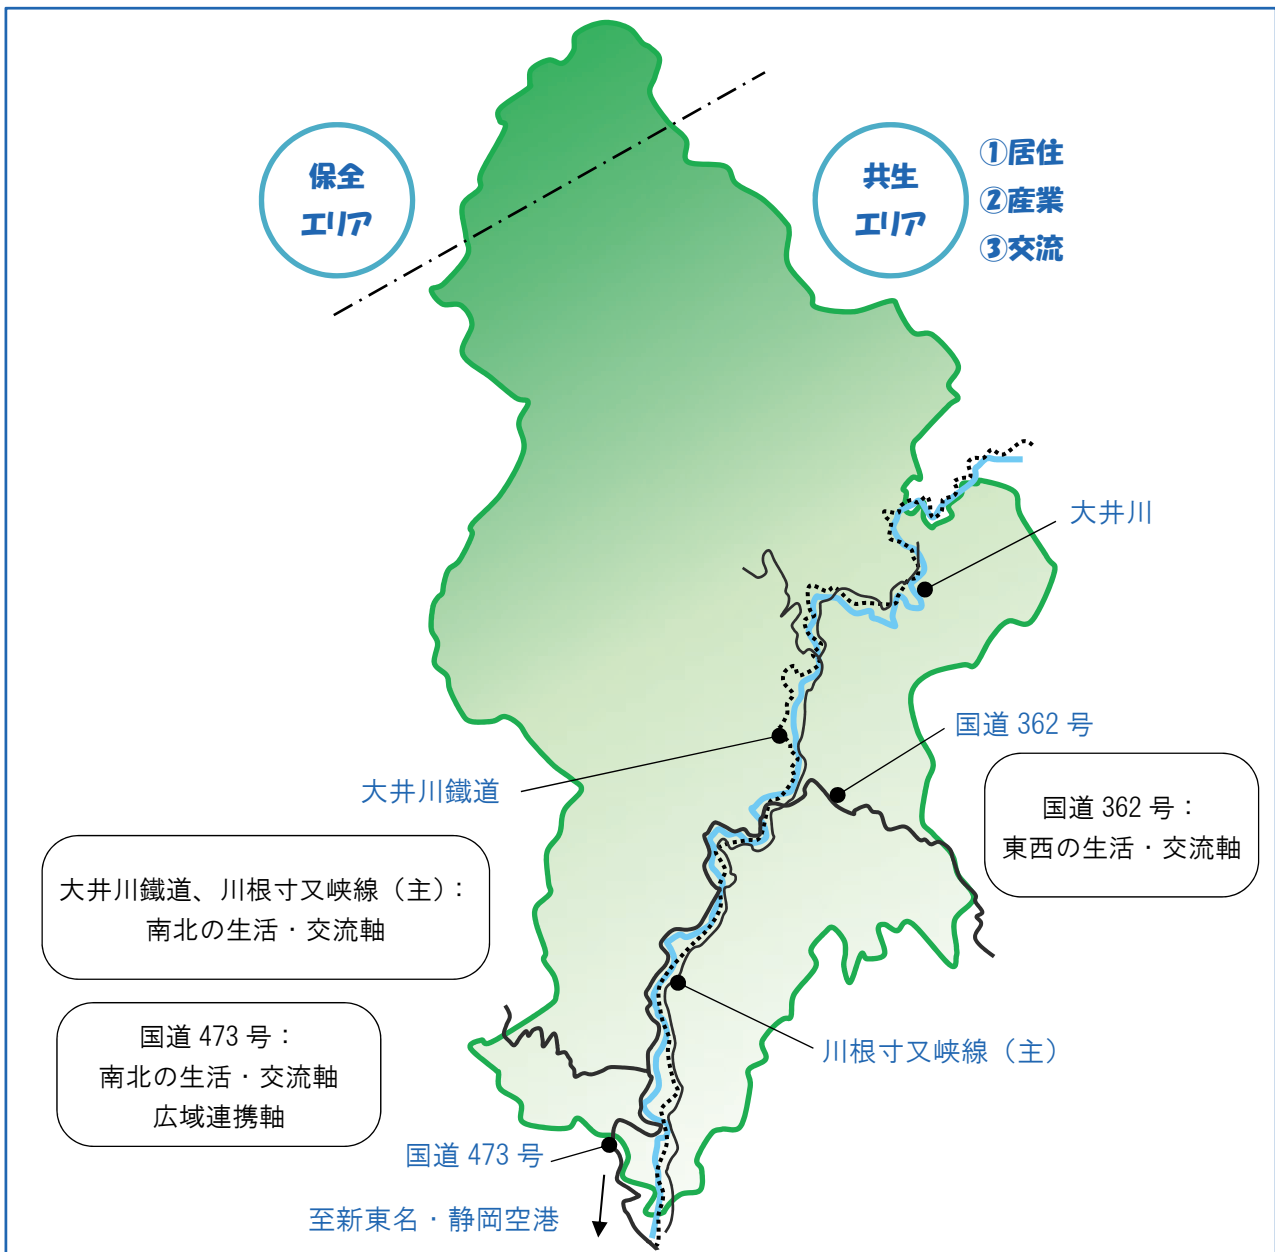 保全
エリア
共生
エリア
①居住
②産業
③交流
大井川
国道 362 号
国道 362 号：
東西の生活・交流軸
大井川鐵道
大井川鐵道、川根寸又峡線（主）：
南北の生活・交流軸
国道 473 号：
南北の生活・交流軸
広域連携軸
川根寸又峡線（主）
国道 473 号
至新東名・静岡空港